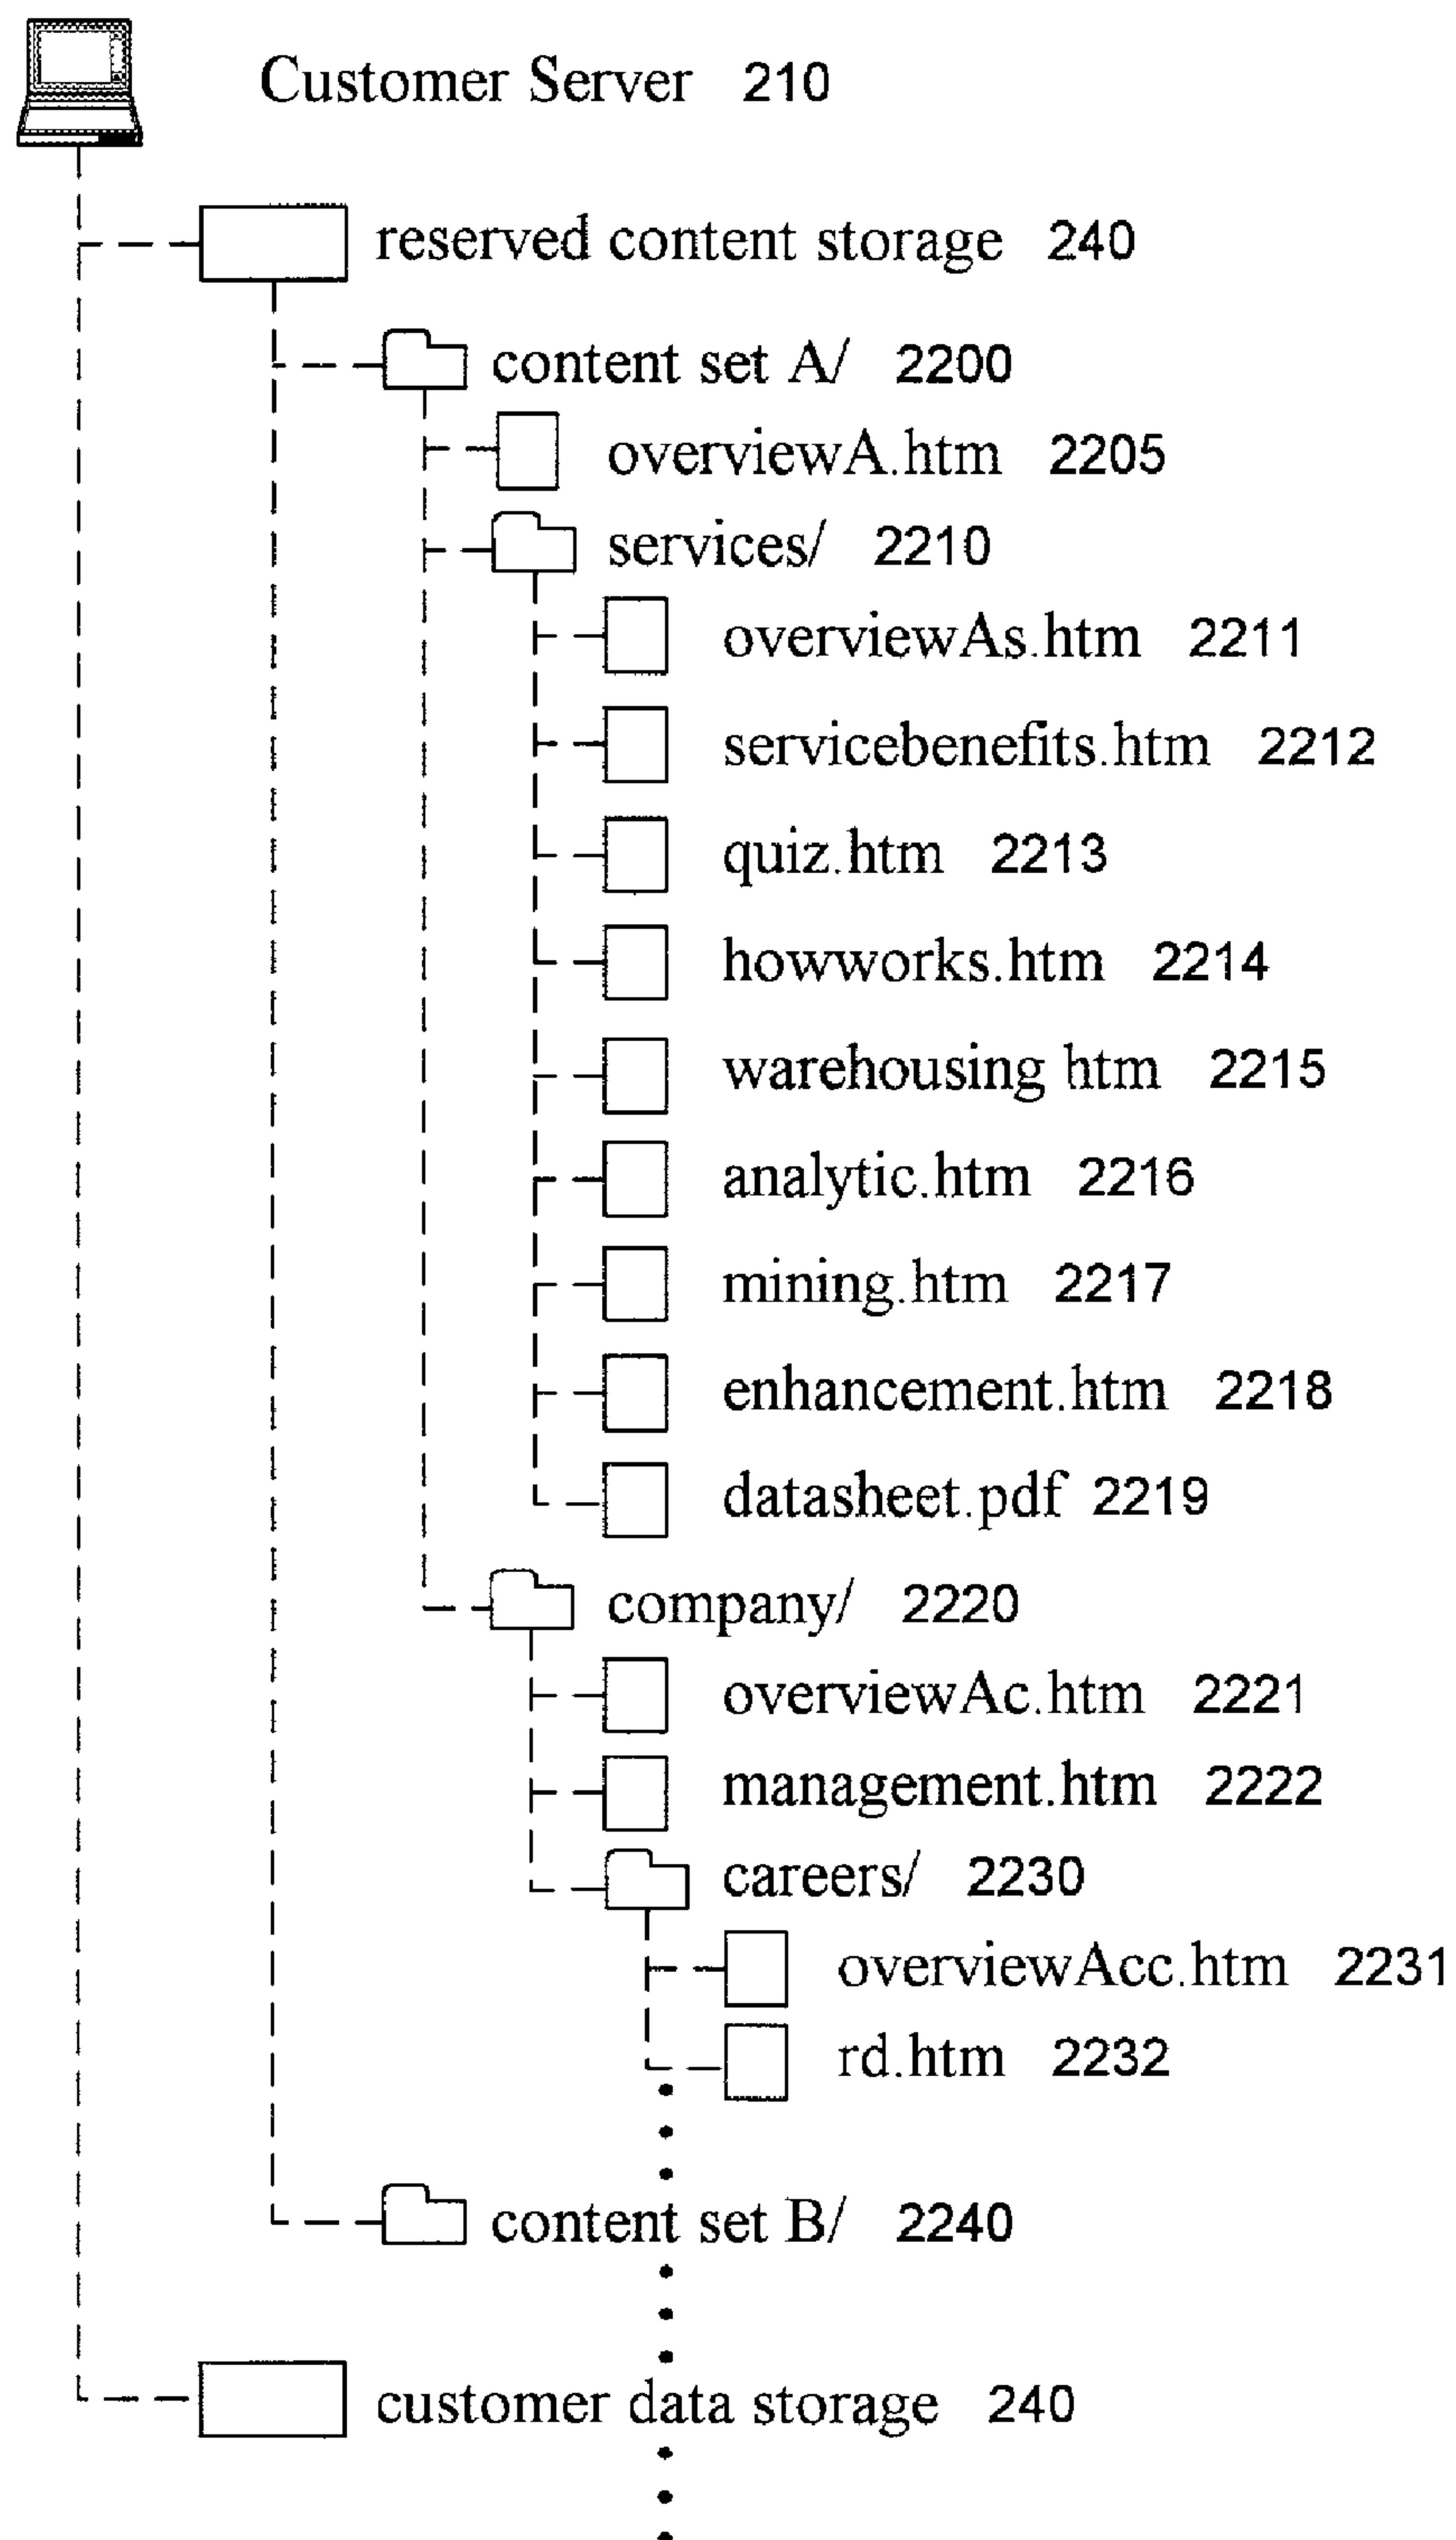 Customer Server 210
reserved content storage 240
content set A/ 2200
overviewA.htm 2205
services/ 2210
overviewAs.htm 2211
servicebenefits.htm 2212
quiz.htm 2213
howworks.htm 2214
warehousing htm 2215
analytic.htm 2216
mining.htm 2217
enhancement.htm 2218
datasheet.pdf 2219
company/ 2220
overviewAc.htm 2221
management.htm 2222
careers/ 2230
overviewAcc.htm 2231
rd.htm 2232
content set B/ 2240
customer data storage 240